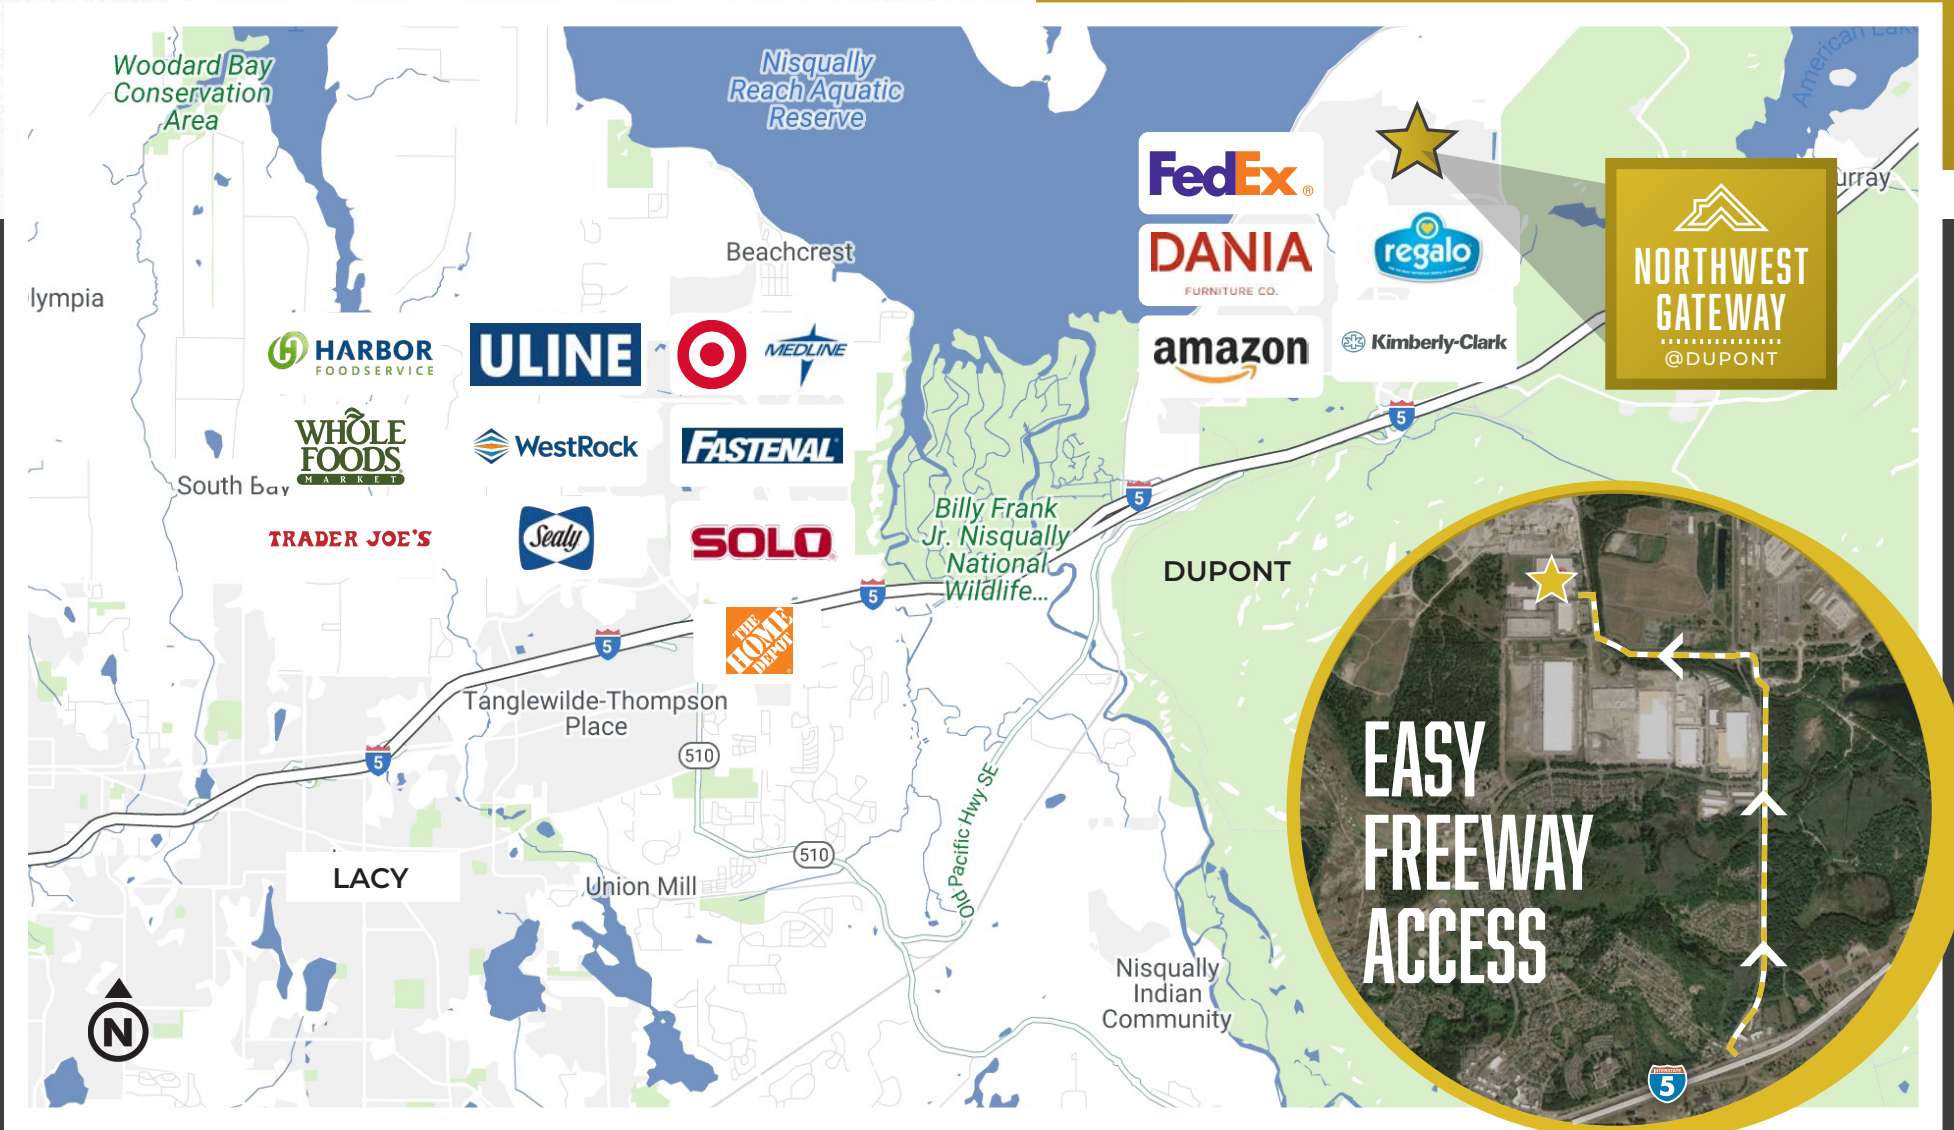 Woodard Bay
Conservation
Area
Nisqually
Reach Aquatic
Reserve
American Lake
FedEx®
DANIA
FURNITURE CO.
regalo
amazon
Kimberly-Clark
NORTHWEST
GATEWAY
@DUPONT
Beachcrest
HARBOR
FOODSERVICE
ULINE
MEDLINE
WHOLE
FOODS
MARKET
WestRock
FASTENAL
South Bay
TRADER JOE'S
Sealy
SOLO
THE
HOME
DEPOT
5
5
5
5
5
Billy Frank
Jr. Nisqually
National
Wildlife...
DUPONT
Tanglewilde-Thompson
Place
510
510
Old Pacific Hwy SE
LACY
Union Mill
Nisqually
Indian
Community
N
EASY
FREEWAY
ACCESS
INTERSTATE
5